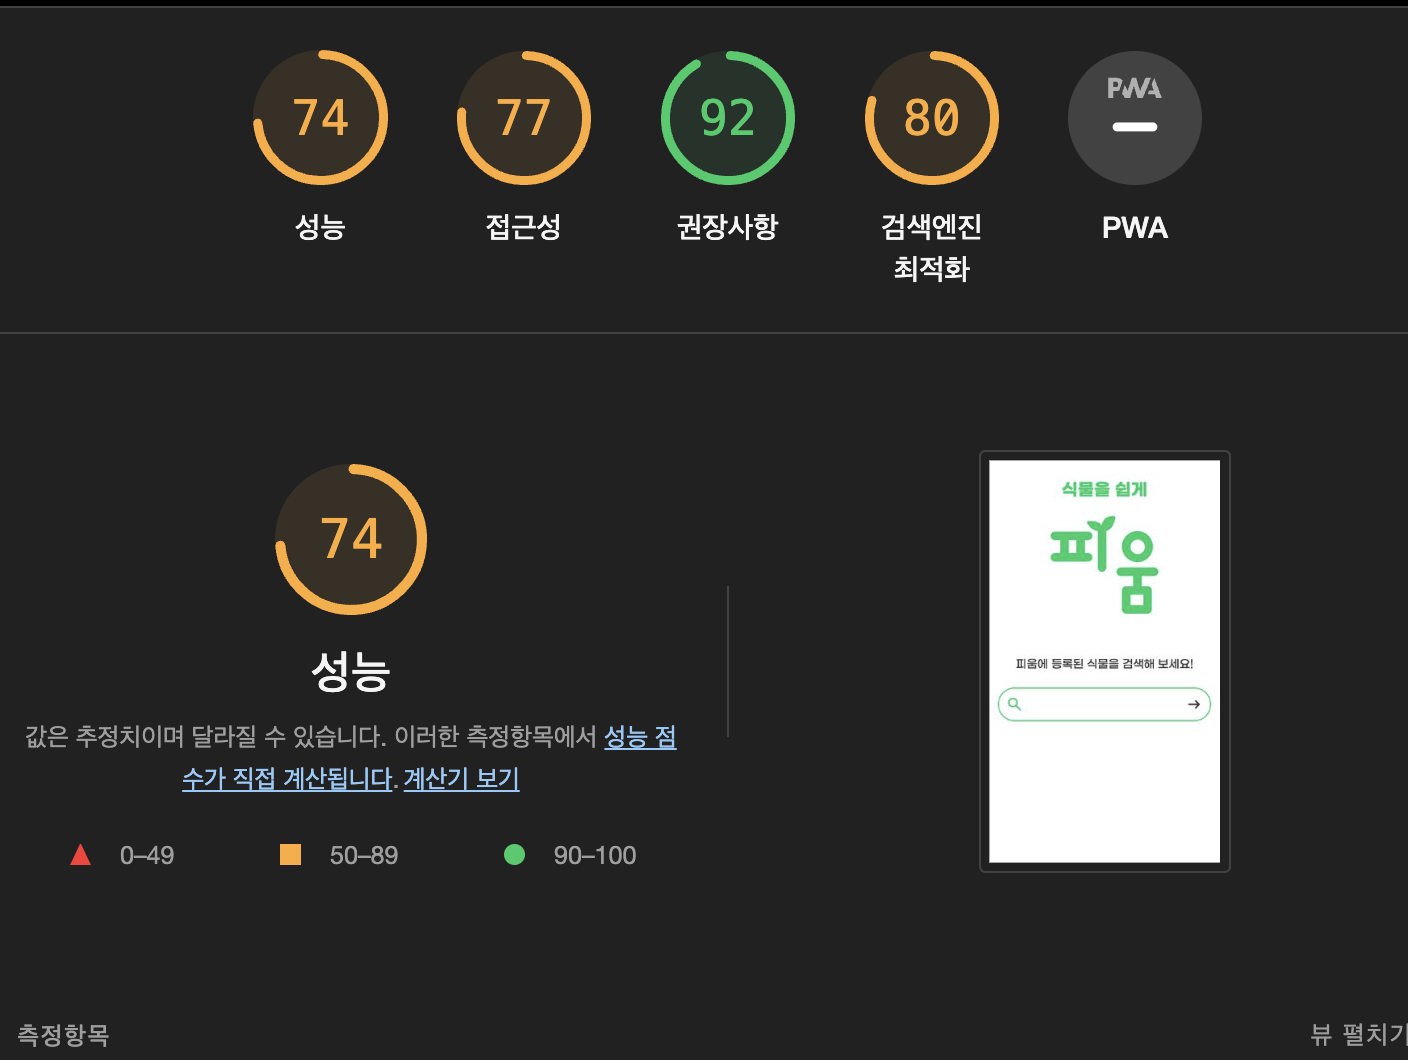 74
77
92
80
PWA
성능
접근성
권장사항
검색엔진
최적화
PWA
74
성능
값은 추정치이며 달라질 수 있습니다. 이러한 측정항목에서 성능 점
수가 직접 계산됩니다. 계산기 보기
0–49
50–89
90–100
식물을 쉽게
피움
피움에 등록된 식물을 검색해 보세요!
측정항목
뷰 펼치기